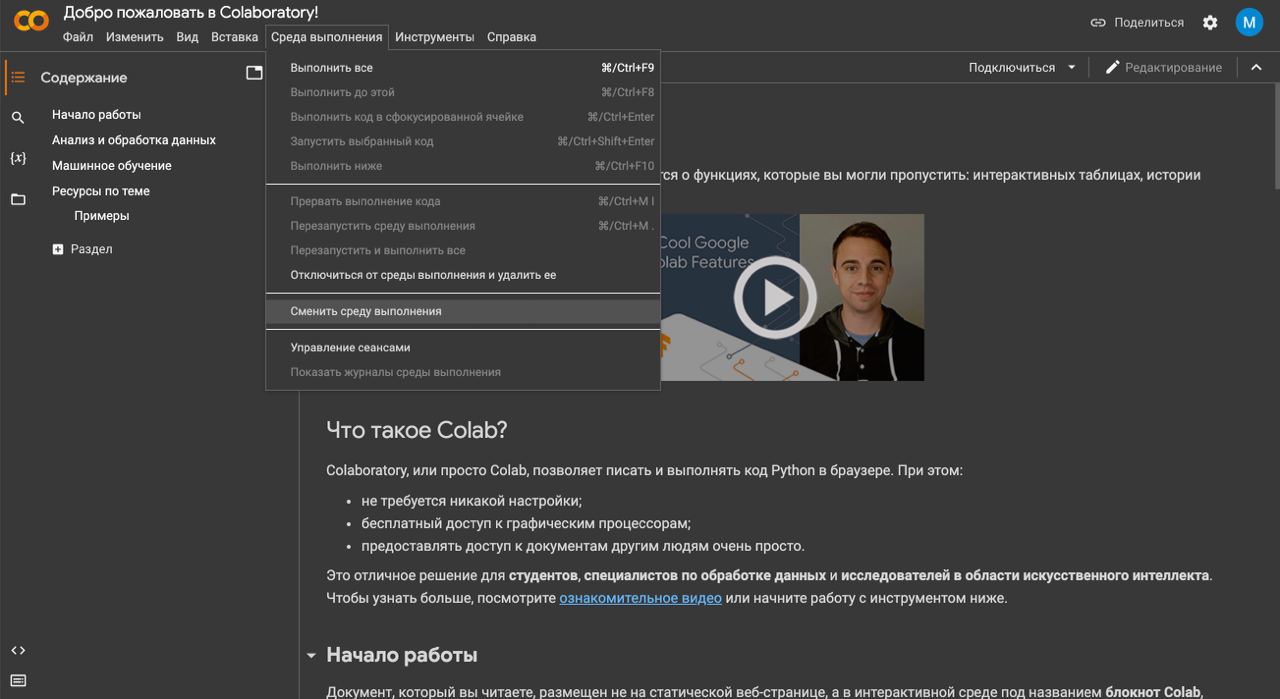 Добро пожаловать в Colaboratory!
Файл Изменить Вид Вставка Среда выполнения Инструменты Справка
Поделиться
M
Содержание
Подключиться
Редактирование
Начало работы
Анализ и обработка данных
Машинное обучение
Ресурсы по теме
Примеры
Раздел
{x}
Выполнить все ⌘/Ctrl+F9
Выполнить до этой ⌘/Ctrl+F8
Выполнить код в сфокусированной ячейке ⌘/Ctrl+Enter
Запустить выбранный код ⌘/Ctrl+Shift+Enter
Выполнить ниже ⌘/Ctrl+F10
Прервать выполнение кода ⌘/Ctrl+M I
Перезапустить среду выполнения ⌘/Ctrl+M .
Перезапустить и выполнить все
Отключиться от среды выполнения и удалить ее
Сменить среду выполнения
Управление сеансами
Показать журналы среды выполнения
о функциях, которые вы могли пропустить: интерактивных таблицах, истории
Cool Google
Features
Что такое Colab?
Colaboratory, или просто Colab, позволяет писать и выполнять код Python в браузере. При этом:
• не требуется никакой настройки;
• бесплатный доступ к графическим процессорам;
• предоставлять доступ к документам другим людям очень просто.
Это отличное решение для студентов, специалистов по обработке данных и исследователей в области искусственного интеллекта.
Чтобы узнать больше, посмотрите ознакомительное видео или начните работу с инструментом ниже.
Начало работы
Документ, который вы читаете, размещен не на статической веб-странице, а в интерактивной среде под названием блокнот Colab,